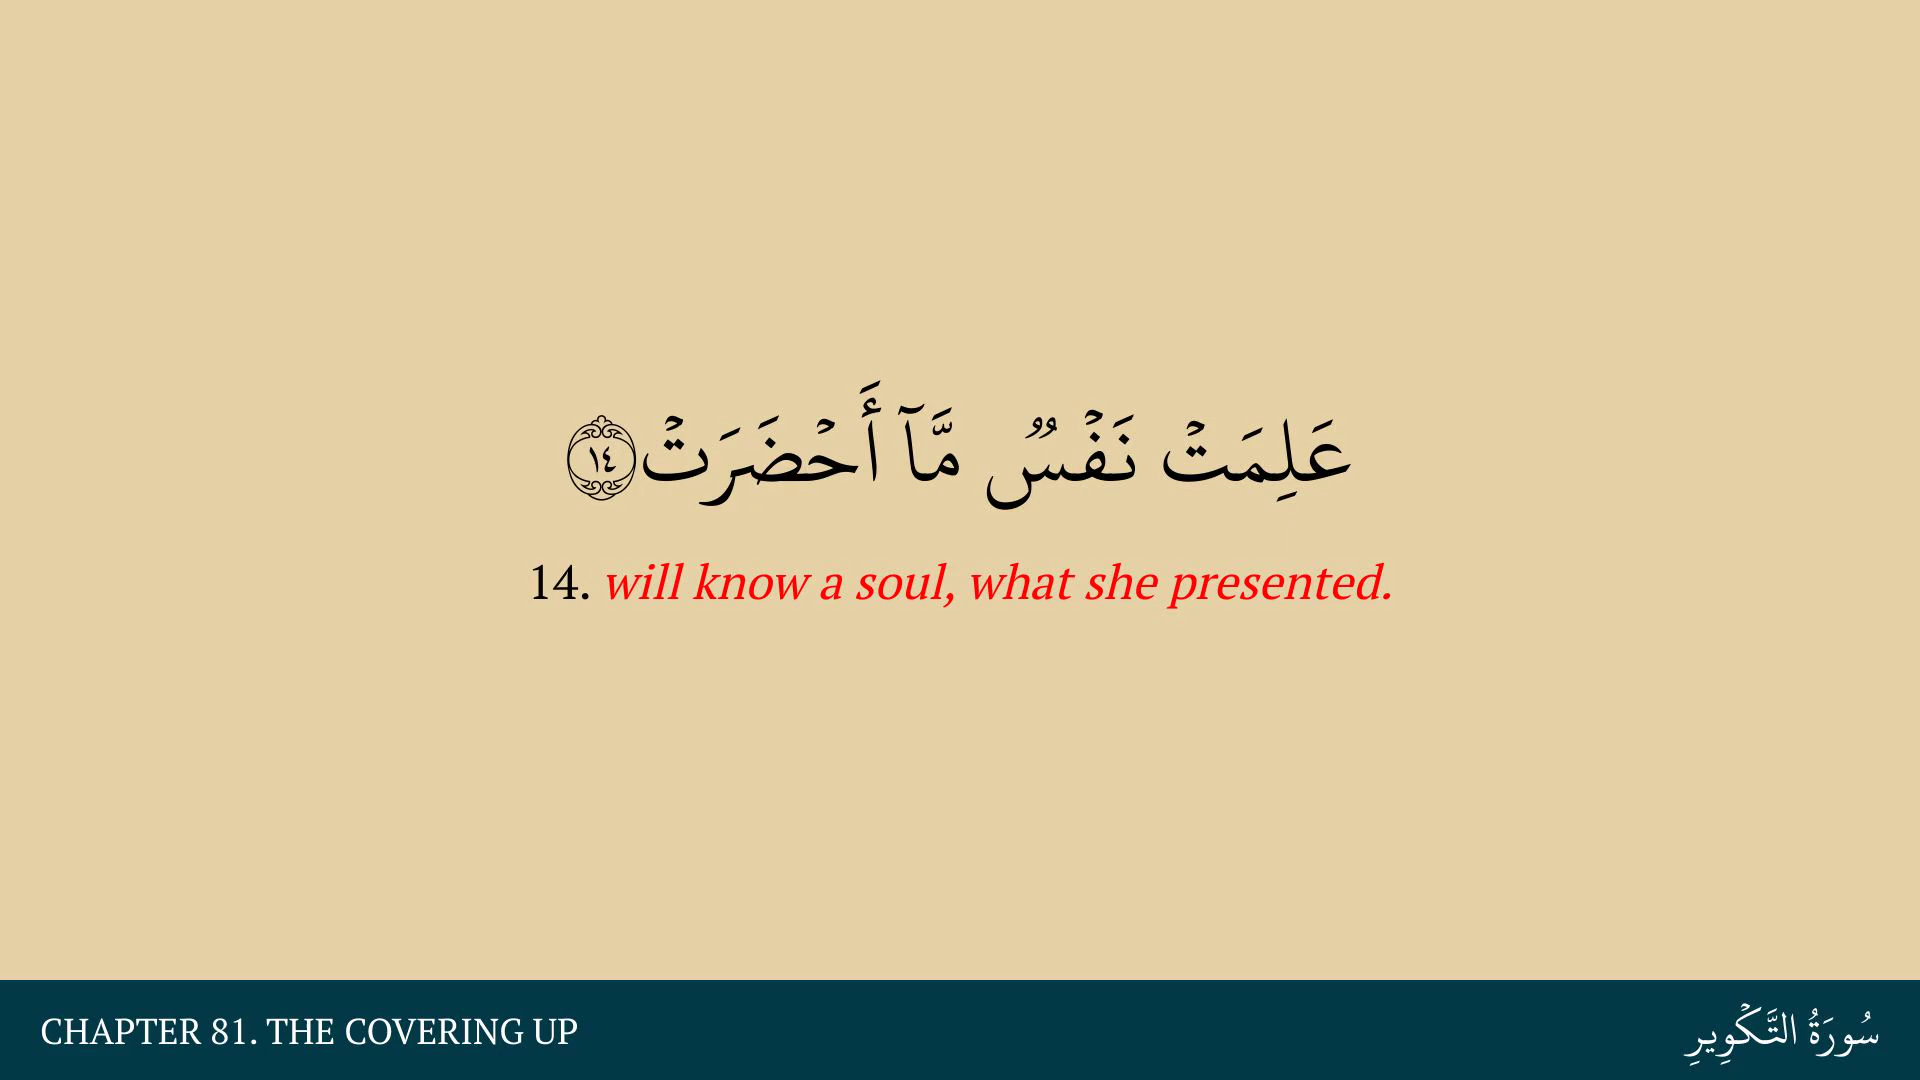 عَلِمَتۡ نَفۡسٞ مَّآ أَحۡضَرَتۡ ١٤
14. will know a soul, what she presented.
CHAPTER 81. THE COVERING UP
سُورَةُ التَّكۡوِيرِ